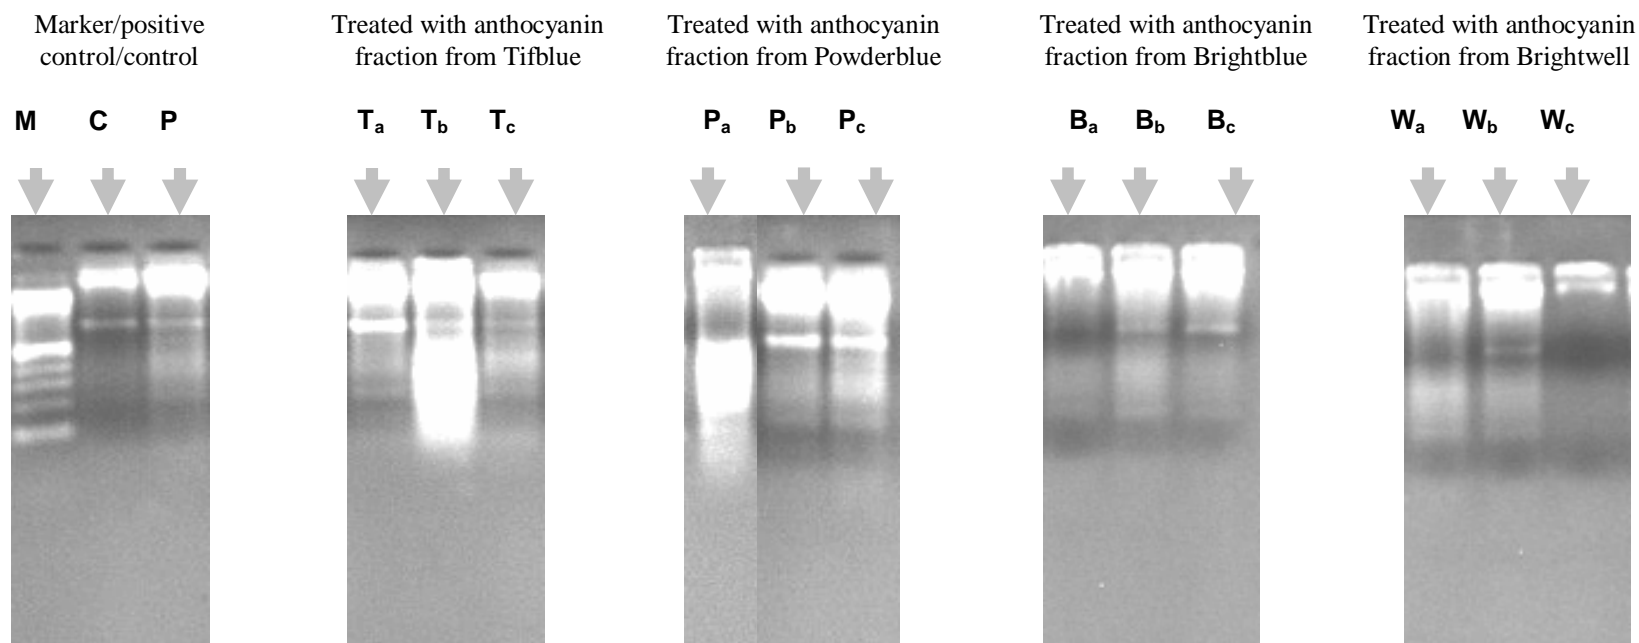 Marker/positive
control/control
Treated with anthocyanin
fraction from Tifblue
Treated with anthocyanin
fraction from Powderblue
Treated with anthocyanin
fraction from Brightblue
Treated with anthocyanin
fraction from Brightwell
M C P
Ta Tb Tc
Pa Pb Pc
Ba Bb Bc
Wa Wb Wc